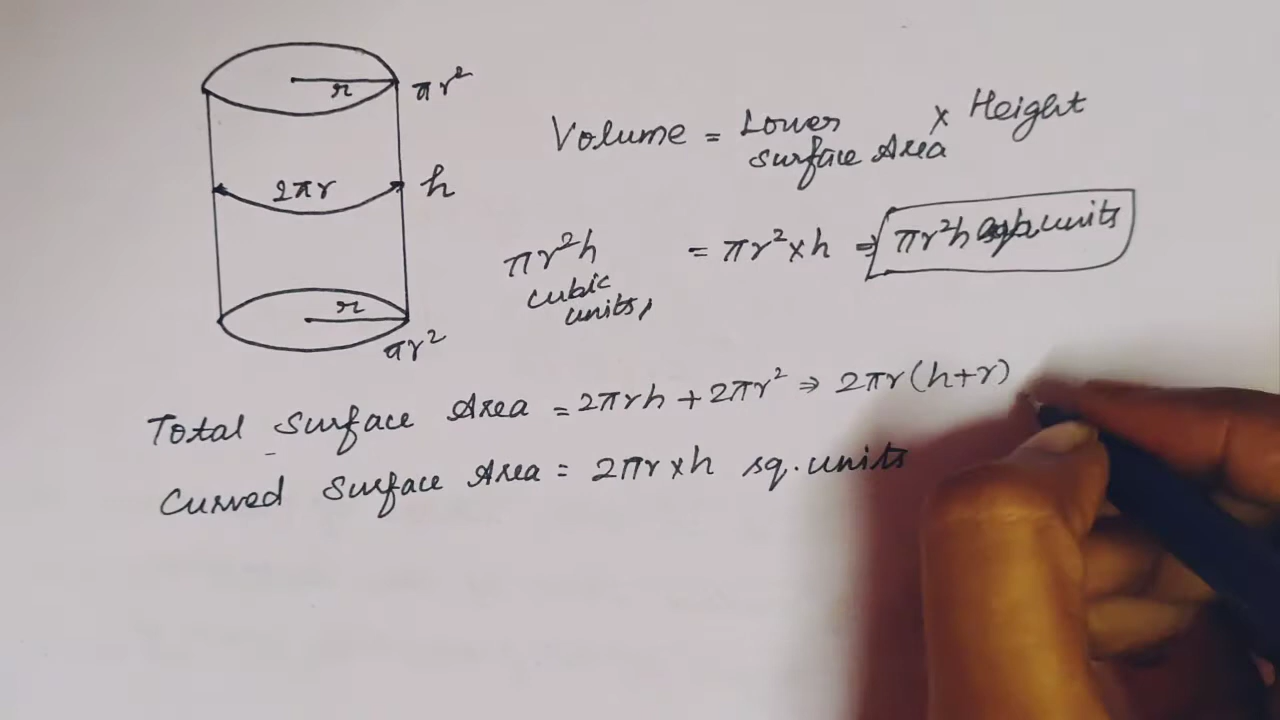 r
πr²
2πr
h
r
πr²
Volume = Lower Surface Area × Height
πr²h cubic units,
= πr² × h ⇒ πr²h units
Total Surface Area = 2πrh + 2πr² ⇒ 2πr(h+r)
Curved Surface Area = 2πr × h sq. units